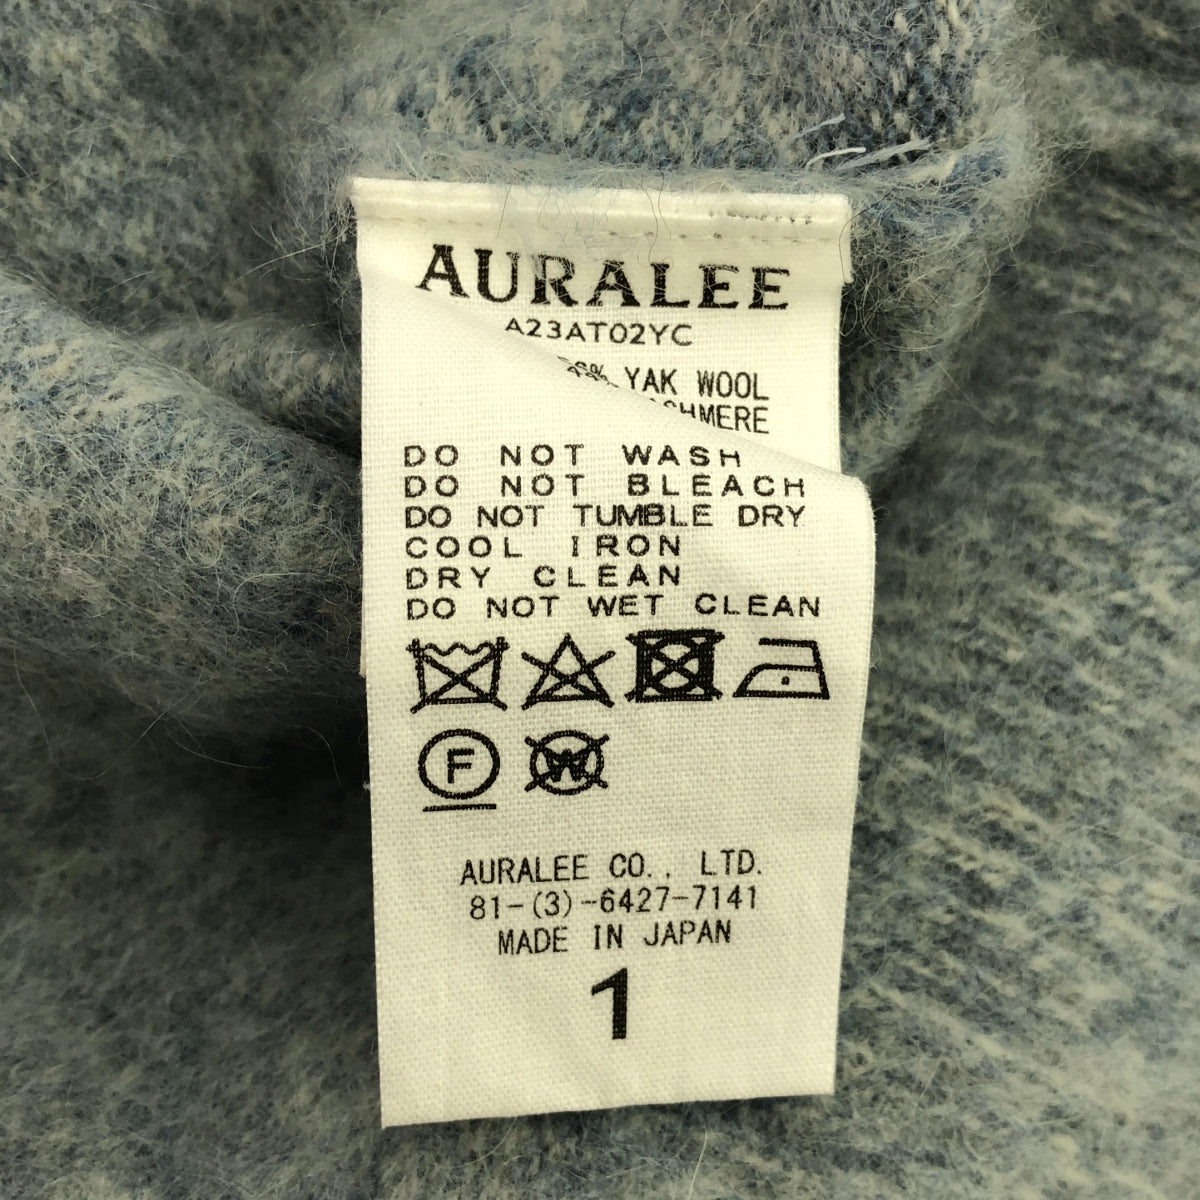 AURALEE
A23AT02YC
YAK WOOL
DO NOT WASH
DO NOT BLEACH
DO NOT TUMBLE DRY
COOL IRON
DRY CLEAN
DO NOT WET CLEAN
F W
AURALEE CO., LTD.
81-(3)-6427-7141
MADE IN JAPAN
1